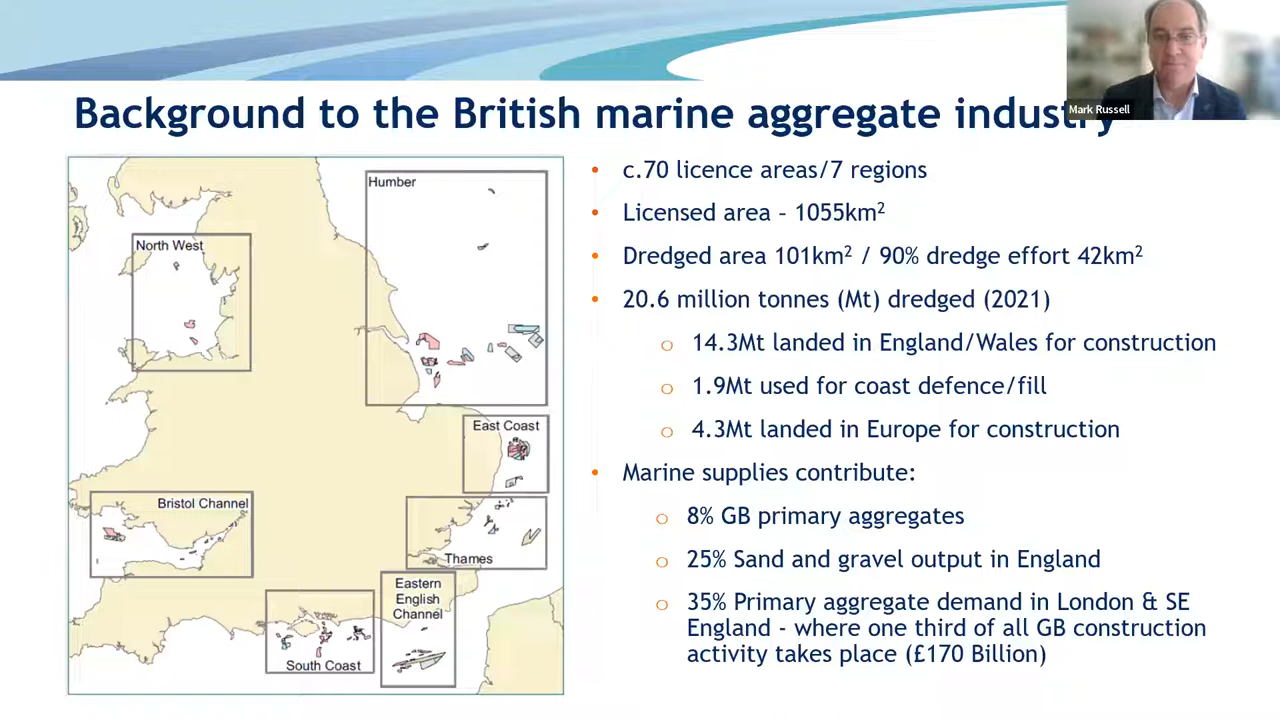 Mark Russell
Background to the British marine aggregate industry
Humber
North West
East Coast
Bristol Channel
Thames
Eastern
English
Channel
South Coast
• c.70 licence areas/7 regions
• Licensed area – 1055km²
• Dredged area 101km² / 90% dredge effort 42km²
• 20.6 million tonnes (Mt) dredged (2021)
o 14.3Mt landed in England/Wales for construction
o 1.9Mt used for coast defence/fill
o 4.3Mt landed in Europe for construction
• Marine supplies contribute:
o 8% GB primary aggregates
o 25% Sand and gravel output in England
o 35% Primary aggregate demand in London & SE
England - where one third of all GB construction
activity takes place (£170 Billion)